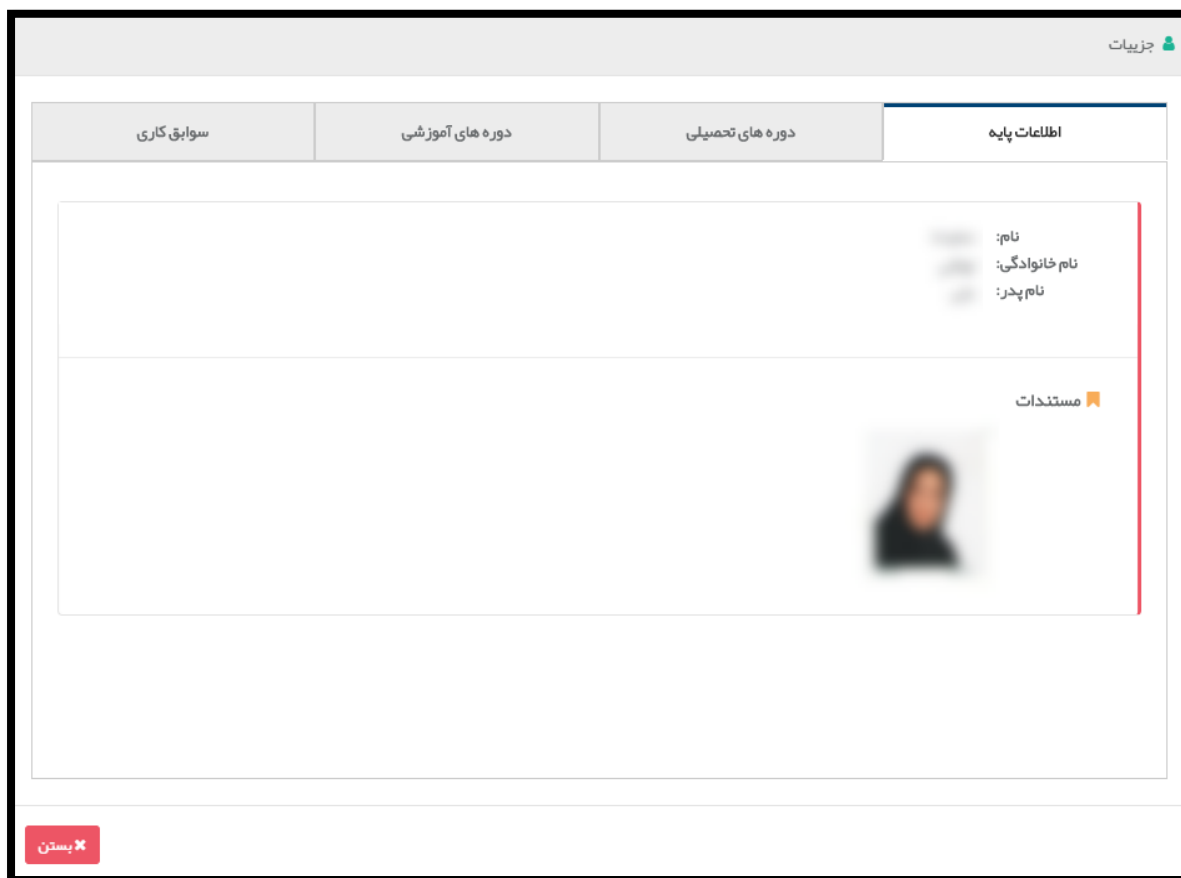 جزییات
اطلاعات پایه
دوره های تحصیلی
دوره های آموزشی
سوابق کاری
نام:
نام خانوادگی:
نام پدر:
مستندات
بستن